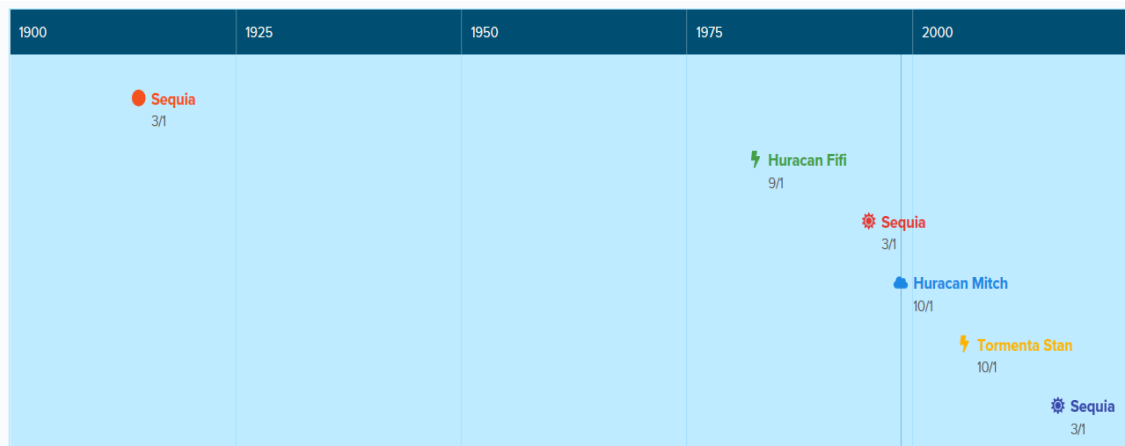 1900 1925 1950 1975 2000
Sequia
3/1
Huracan Fifi
9/1
Sequia
3/1
Huracan Mitch
10/1
Tormenta Stan
10/1
Sequia
3/1